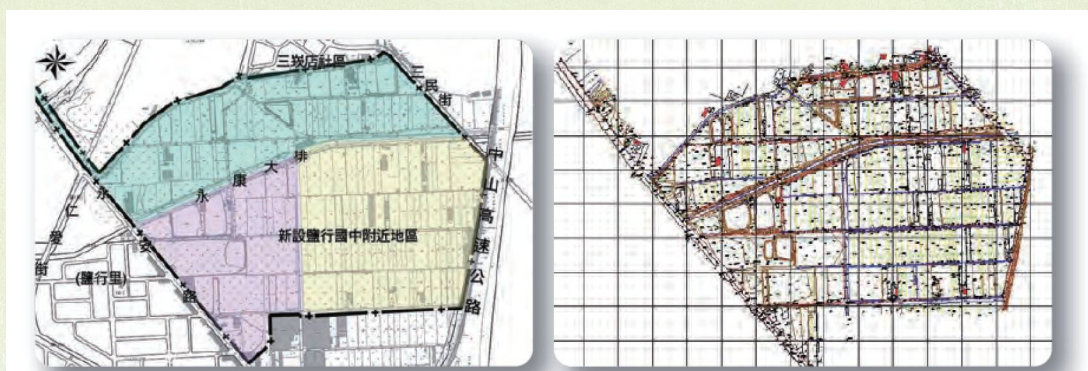 三崁店社區
三民街
中山高速公路
永康大排
新設鹽行國中附近地區
永安路
仁愛街
(鹽行里)